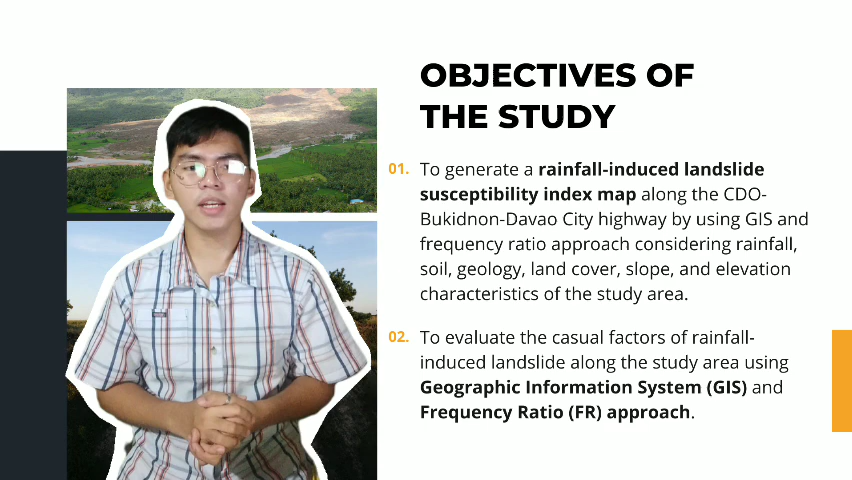 OBJECTIVES OF
THE STUDY
01. To generate a rainfall-induced landslide
susceptibility index map along the CDO-
Bukidnon-Davao City highway by using GIS and
frequency ratio approach considering rainfall,
soil, geology, land cover, slope, and elevation
characteristics of the study area.
02. To evaluate the casual factors of rainfall-
induced landslide along the study area using
Geographic Information System (GIS) and
Frequency Ratio (FR) approach.